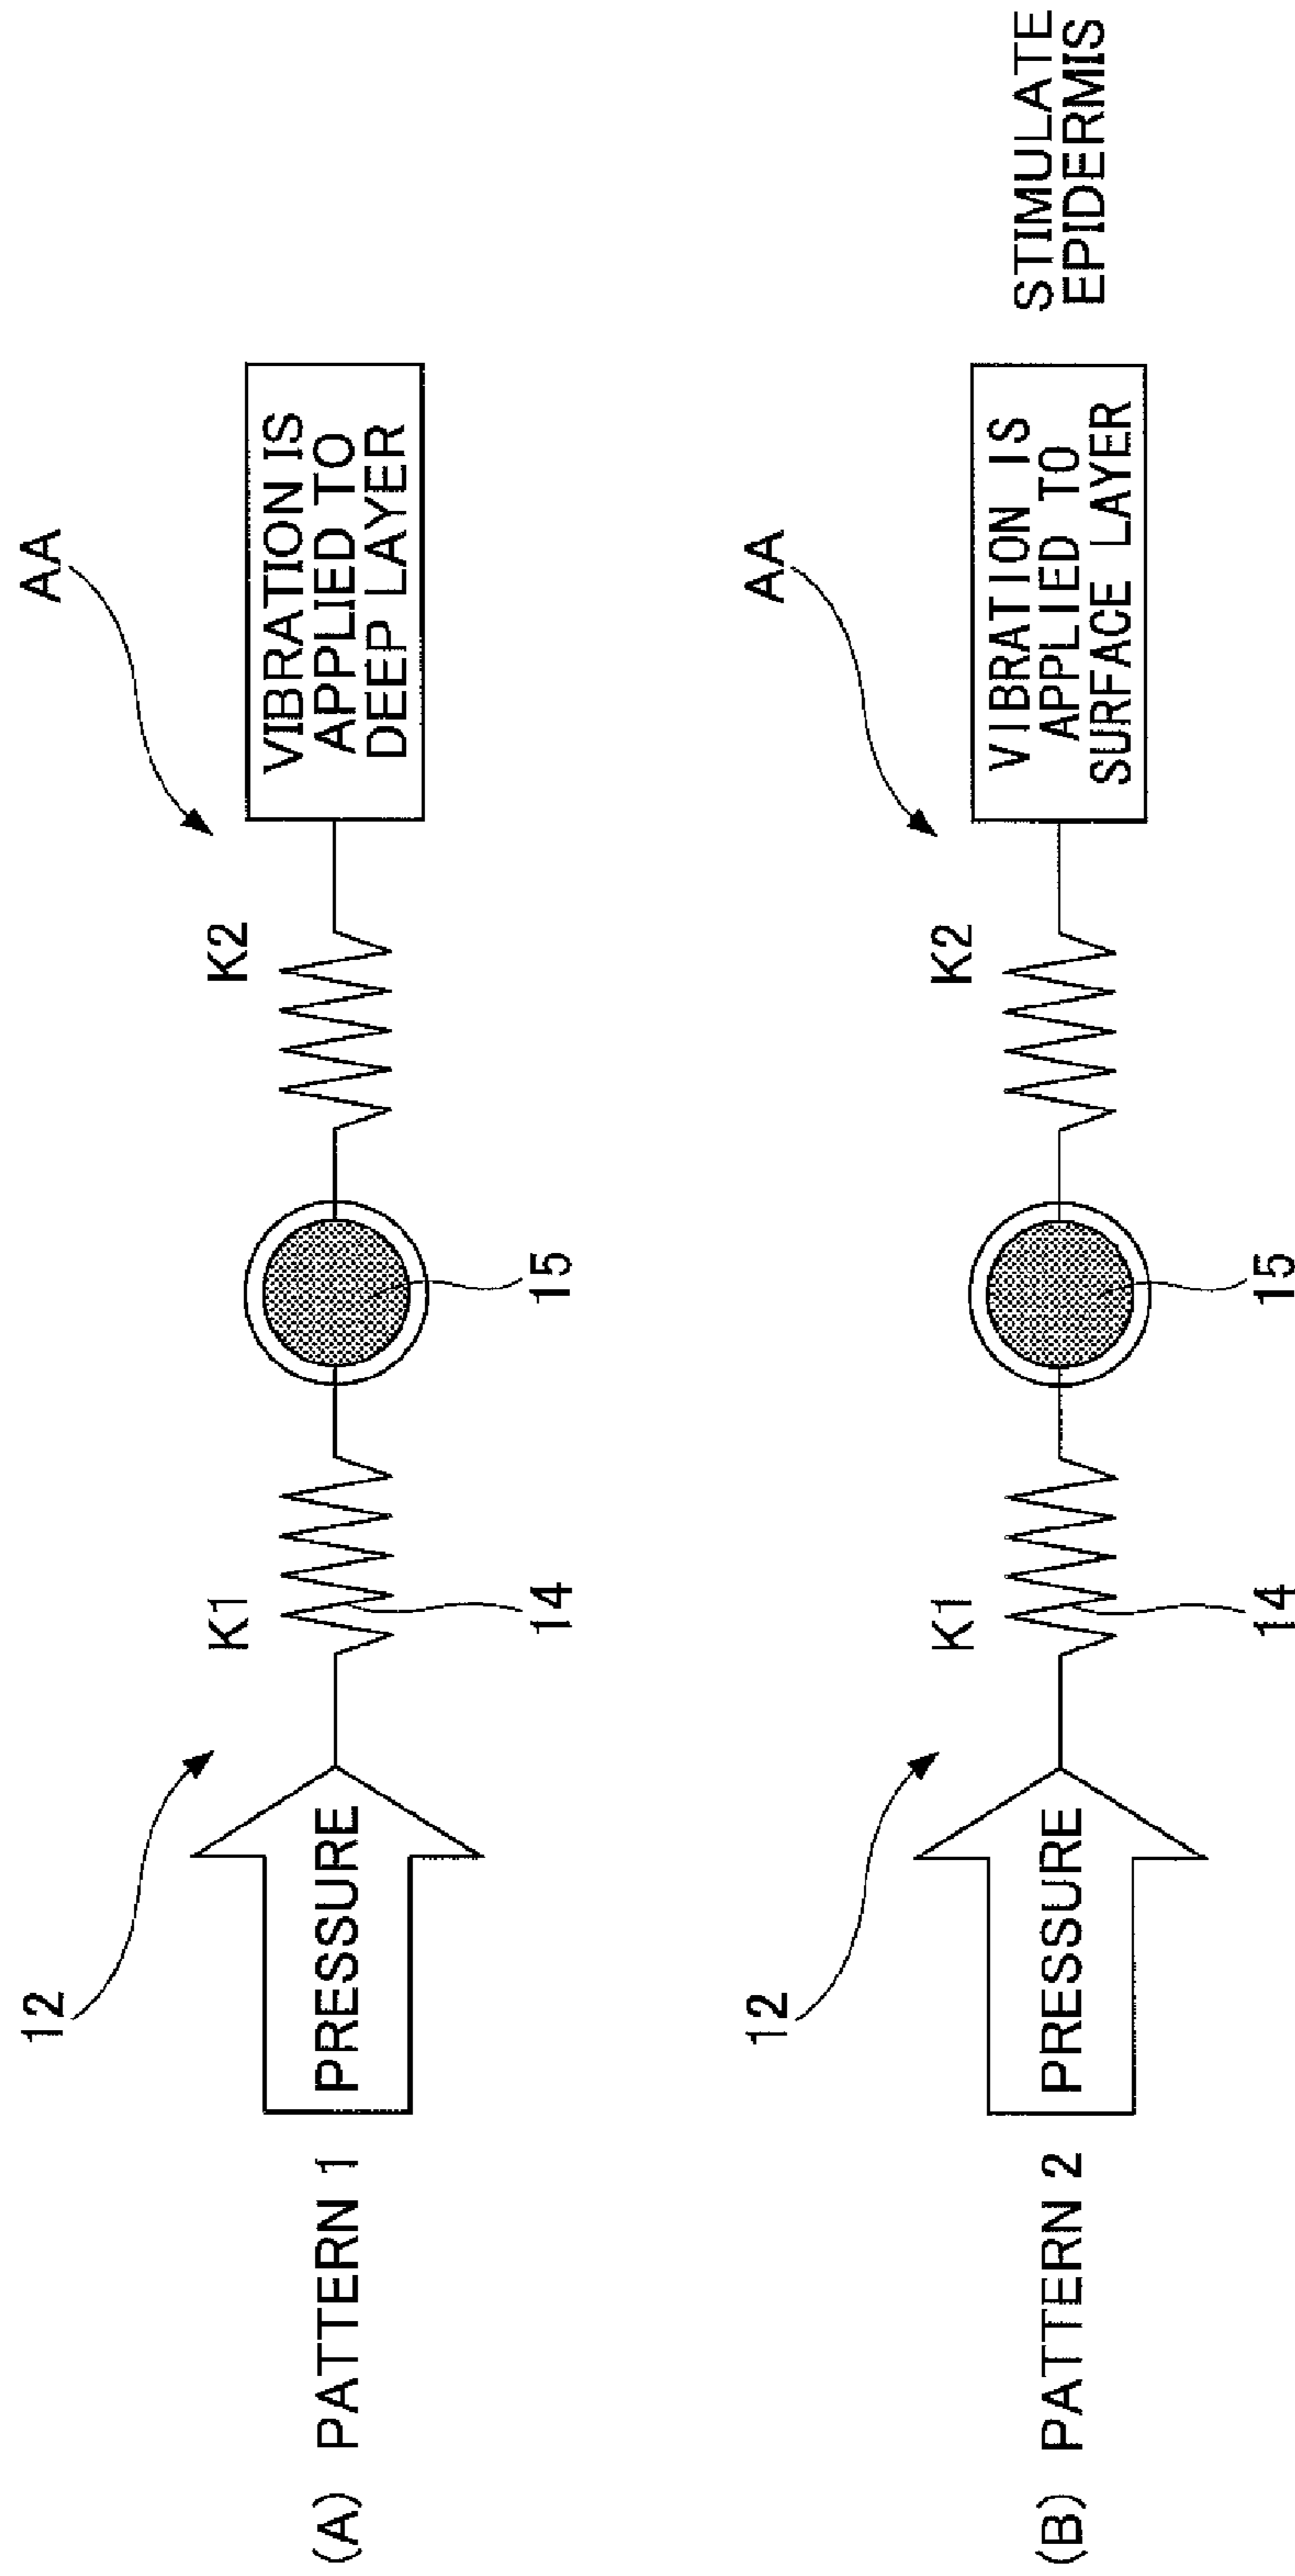 (A) PATTERN 1
PRESSURE
12
K1
14
15
K2
AA
VIBRATION IS
APPLIED TO
DEEP LAYER
(B) PATTERN 2
PRESSURE
12
K1
14
15
K2
AA
VIBRATION IS
APPLIED TO
SURFACE LAYER
STIMULATE
EPIDERMIS